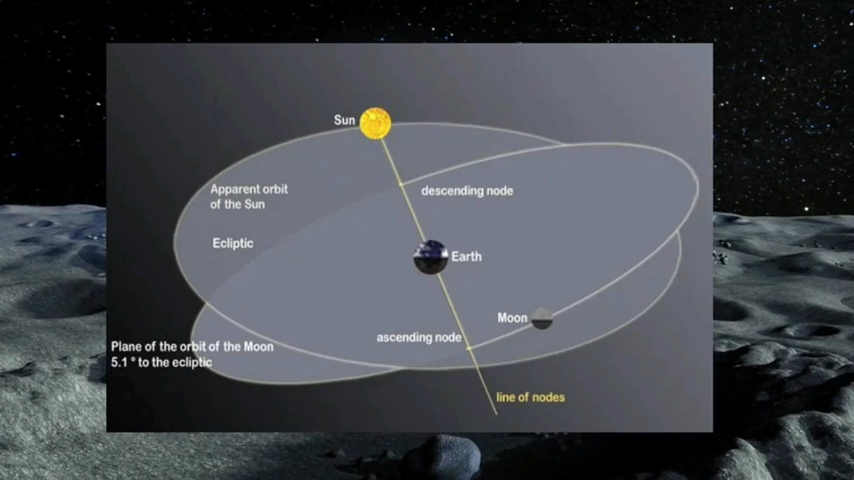 Sun
Apparent orbit
of the Sun
descending node
Ecliptic
Earth
Moon
ascending node
Plane of the orbit of the Moon
5.1 º to the ecliptic
line of nodes